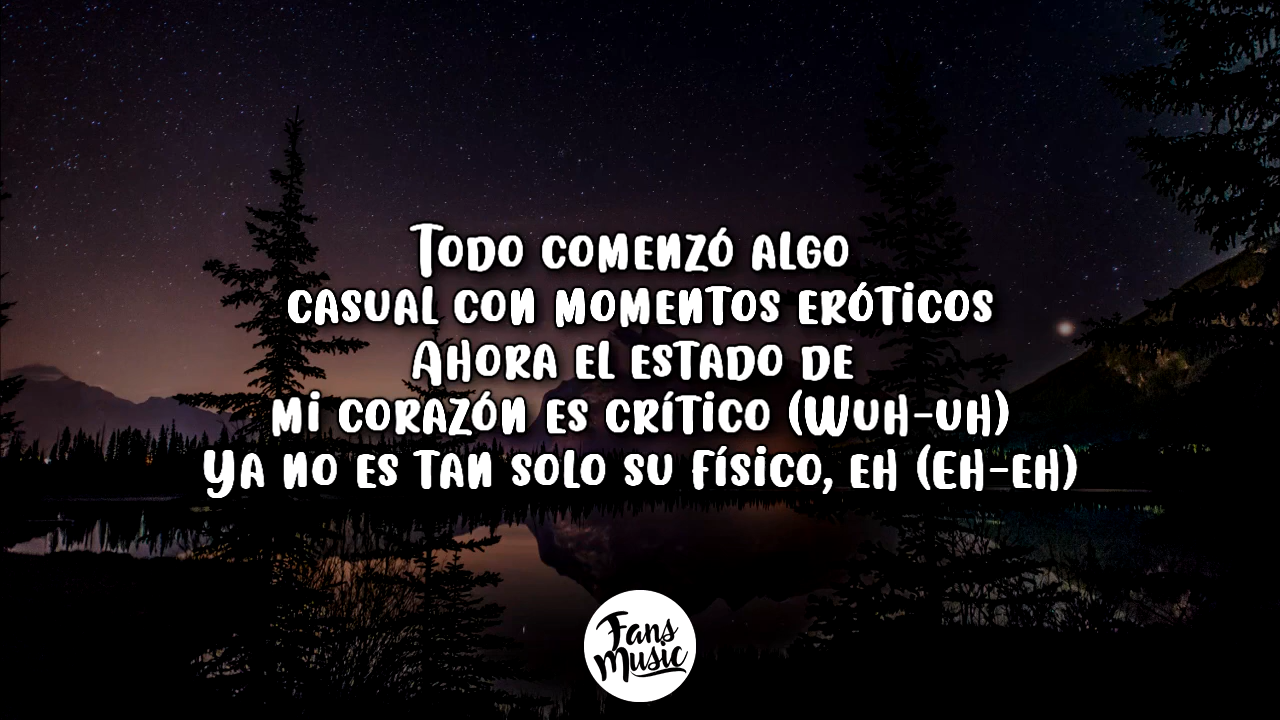 Todo comenzó algo
casual con momentos eróticos
Ahora el estado de
mi corazón es crítico (Wuh-uh)
Ya no es tan solo su físico, eh (Eh-eh)
Fans
Music